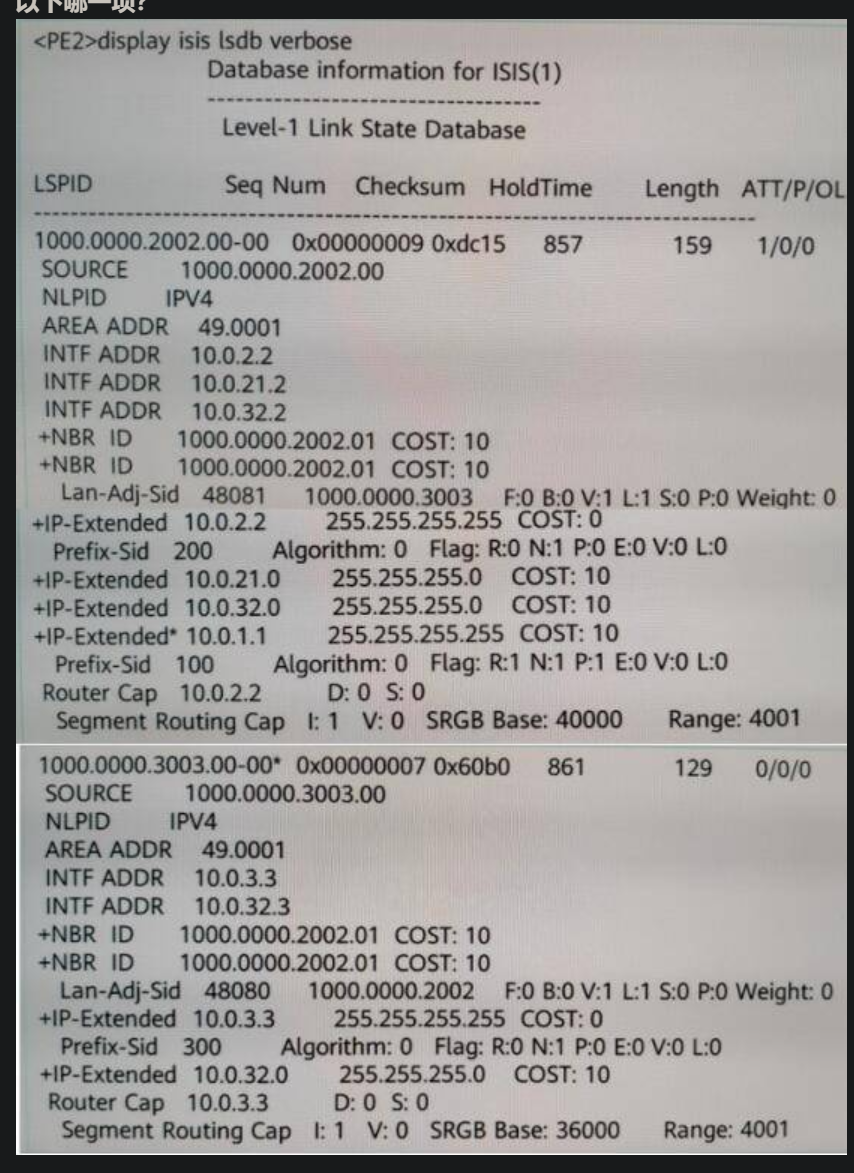 以下哪一项?
<PE2>display isis lsdb verbose
Database information for ISIS(1)
----------------------------------
Level-1 Link State Database
LSPID Seq Num Checksum HoldTime Length ATT/P/OL
--------------------------------------------------------------------------
1000.0000.2002.00-00 0x00000009 0xdc15 857 159 1/0/0
SOURCE 1000.0000.2002.00
NLPID IPV4
AREA ADDR 49.0001
INTF ADDR 10.0.2.2
INTF ADDR 10.0.21.2
INTF ADDR 10.0.32.2
+NBR ID 1000.0000.2002.01 COST: 10
+NBR ID 1000.0000.2002.01 COST: 10
Lan-Adj-Sid 48081 1000.0000.3003 F:0 B:0 V:1 L:1 S:0 P:0 Weight: 0
+IP-Extended 10.0.2.2 255.255.255.255 COST: 0
Prefix-Sid 200 Algorithm: 0 Flag: R:0 N:1 P:0 E:0 V:0 L:0
+IP-Extended 10.0.21.0 255.255.255.0 COST: 10
+IP-Extended 10.0.32.0 255.255.255.0 COST: 10
+IP-Extended* 10.0.1.1 255.255.255.255 COST: 10
Prefix-Sid 100 Algorithm: 0 Flag: R:1 N:1 P:1 E:0 V:0 L:0
Router Cap 10.0.2.2 D: 0 S: 0
Segment Routing Cap I: 1 V: 0 SRGB Base: 40000 Range: 4001
1000.0000.3003.00-00* 0x00000007 0x60b0 861 129 0/0/0
SOURCE 1000.0000.3003.00
NLPID IPV4
AREA ADDR 49.0001
INTF ADDR 10.0.3.3
INTF ADDR 10.0.32.3
+NBR ID 1000.0000.2002.01 COST: 10
+NBR ID 1000.0000.2002.01 COST: 10
Lan-Adj-Sid 48080 1000.0000.2002 F:0 B:0 V:1 L:1 S:0 P:0 Weight: 0
+IP-Extended 10.0.3.3 255.255.255.255 COST: 0
Prefix-Sid 300 Algorithm: 0 Flag: R:0 N:1 P:0 E:0 V:0 L:0
+IP-Extended 10.0.32.0 255.255.255.0 COST: 10
Router Cap 10.0.3.3 D: 0 S: 0
Segment Routing Cap I: 1 V: 0 SRGB Base: 36000 Range: 4001